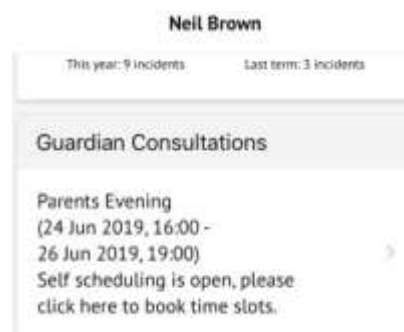 Neil Brown
This year: 9 incidents Last term: 3 incidents
Guardian Consultations
Parents Evening
(24 Jun 2019, 16:00 -
26 Jun 2019, 19:00)
Self scheduling is open, please
click here to book time slots.